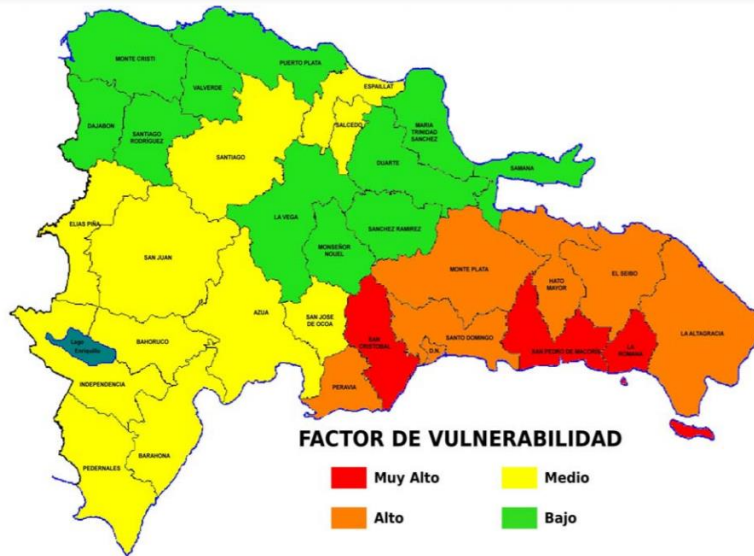 MONTE CRISTI
PUERTO PLATA
VALVERDE
ESPAILLAT
DAJABON
SANTIAGO
RODRÍGUEZ
SALCEDO
MARIA
TRINIDAD
SANCHEZ
SANTIAGO
DUARTE
SAMANA
ELIAS PIÑA
LA VEGA
SANCHEZ RAMIREZ
SAN JUAN
MONSEÑOR
NOUEL
MONTE PLATA
HATO
MAYOR
EL SEIBO
AZUA
SAN JOSE
DE OCOA
SAN
CRISTOBAL
SANTO DOMINGO
D.N.
SAN PEDRO DE MACORIS
LA
ROMANA
LA ALTAGRACIA
Lago
Enriquillo
BAHORUCO
INDEPENDENCIA
PERAVIA
PEDERNALES
BARAHONA
FACTOR DE VULNERABILIDAD
Muy Alto
Medio
Alto
Bajo